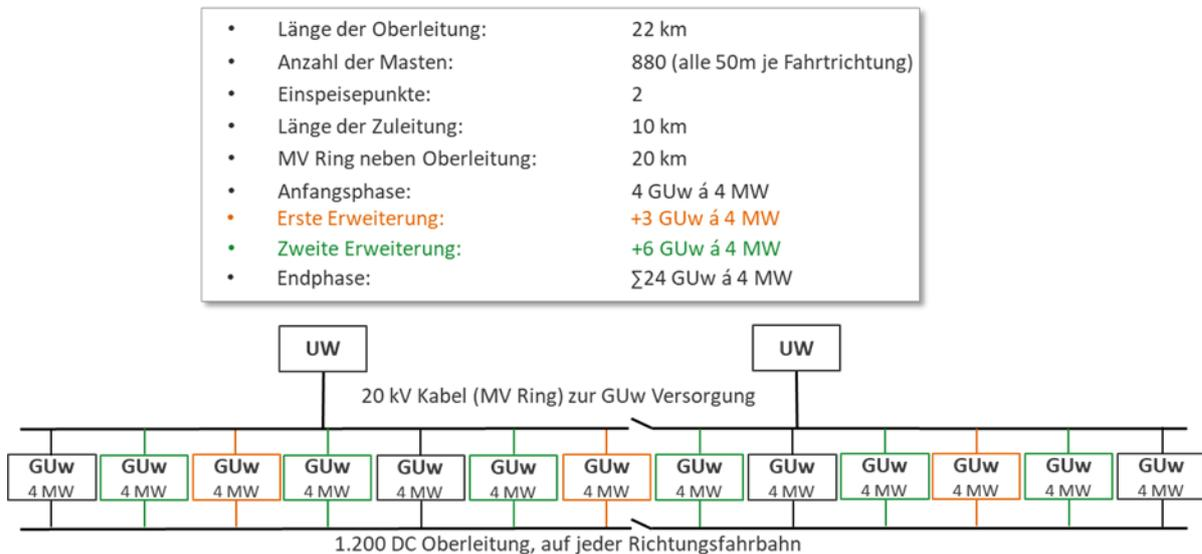 • Länge der Oberleitung: 22 km
• Anzahl der Masten: 880 (alle 50m je Fahrtrichtung)
• Einspeisepunkte: 2
• Länge der Zuleitung: 10 km
• MV Ring neben Oberleitung: 20 km
• Anfangsphase: 4 GUw á 4 MW
• Erste Erweiterung: +3 GUw á 4 MW
• Zweite Erweiterung: +6 GUw á 4 MW
• Endphase: ∑24 GUw á 4 MW
UW UW
20 kV Kabel (MV Ring) zur GUw Versorgung
GUw GUw GUw GUw GUw GUw GUw GUw GUw GUw GUw GUw GUw
4 MW 4 MW 4 MW 4 MW 4 MW 4 MW 4 MW 4 MW 4 MW 4 MW 4 MW 4 MW 4 MW
1.200 DC Oberleitung, auf jeder Richtungsfahrbahn